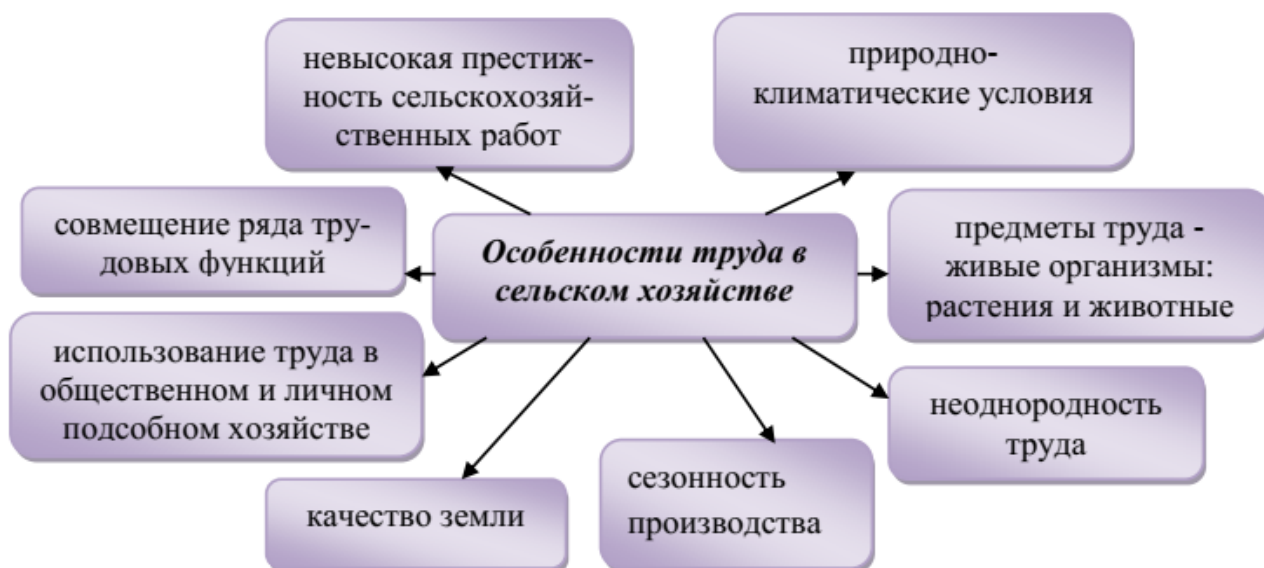 невысокая престиж-
ность сельскохозяй-
ственных работ
природно-
климатические условия
совмещение ряда тру-
довых функций
Особенности труда в
сельском хозяйстве
предметы труда -
живые организмы:
растения и животные
использование труда в
общественном и личном
подсобном хозяйстве
неоднородность
труда
качество земли
сезонность
производства